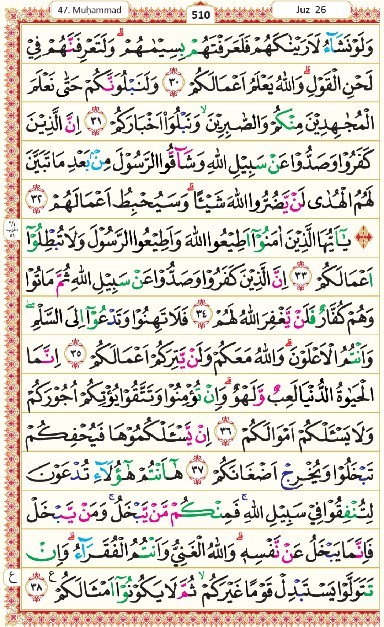 47. Muḥammad
510
Juz 26
وَلَوْ نَشَآءُ لَاَرَيْنٰكَهُمْ فَلَعَرَفْتَهُمْ بِسِيْمٰىهُمْ ؕ وَلَتَعْرِفَنَّهُمْ فِيْ
لَحْنِ الْقَوْلِ ؕ وَاللّٰهُ يَعْلَمُ اَعْمَالَكُمْ ﴿٣٠﴾ وَلَنَبْلُوَنَّكُمْ حَتّٰى نَعْلَمَ
الْمُجٰهِدِيْنَ مِنْكُمْ وَالصّٰبِرِيْنَ ۙ وَنَبْلُوَا۟ اَخْبَارَكُمْ ﴿٣١﴾ اِنَّ الَّذِيْنَ
كَفَرُوْا وَصَدُّوْا عَنْ سَبِيْلِ اللّٰهِ وَشَآقُّوا الرَّسُوْلَ مِنْۢ بَعْدِ مَا تَبَيَّنَ
لَهُمُ الْهُدٰى لَنْ يَّضُرُّوا اللّٰهَ شَيْـًٔا ؕ وَسَيُحْبِطُ اَعْمَالَهُمْ ﴿٣٢﴾
يٰۤاَيُّهَا الَّذِيْنَ اٰمَنُوْۤا اَطِيْعُوا اللّٰهَ وَاَطِيْعُوا الرَّسُوْلَ وَلَا تُبْطِلُوْۤا
اَعْمَالَكُمْ ﴿٣٣﴾ اِنَّ الَّذِيْنَ كَفَرُوْا وَصَدُّوْا عَنْ سَبِيْلِ اللّٰهِ ثُمَّ مَاتُوْا
وَهُمْ كُفَّارٌ فَلَنْ يَّغْفِرَ اللّٰهُ لَهُمْ ﴿٣٤﴾ فَلَا تَهِنُوْا وَتَدْعُوْۤا اِلَى السَّلْمِ ۖ
وَاَنْتُمُ الْاَعْلَوْنَ ۖ وَاللّٰهُ مَعَكُمْ وَلَنْ يَّتِرَكُمْ اَعْمَالَكُمْ ﴿٣٥﴾ اِنَّمَا
الْحَيٰوةُ الدُّنْيَا لَعِبٌ وَّلَهْوٌ ؕ وَاِنْ تُؤْمِنُوْا وَتَتَّقُوْا يُؤْتِكُمْ اُجُوْرَكُمْ
وَلَا يَسْـَٔلْكُمْ اَمْوَالَكُمْ ﴿٣٦﴾ اِنْ يَّسْـَٔلْكُمُوْهَا فَيُحْفِكُمْ
تَبْخَلُوْا وَيُخْرِجْ اَضْغَانَكُمْ ﴿٣٧﴾ هٰۤاَنْتُمْ هٰٓؤُلَآءِ تُدْعَوْنَ
لِتُنْفِقُوْا فِيْ سَبِيْلِ اللّٰهِ ۚ فَمِنْكُمْ مَّنْ يَّبْخَلُ ۚ وَمَنْ يَّبْخَلْ
فَاِنَّمَا يَبْخَلُ عَنْ نَّفْسِهٖ ؕ وَاللّٰهُ الْغَنِيُّ وَاَنْتُمُ الْفُقَرَآءُ ۚ وَاِنْ
تَتَوَلَّوْا يَسْتَبْدِلْ قَوْمًا غَيْرَكُمْ ۙ ثُمَّ لَا يَكُوْنُوْۤا اَمْثَالَكُمْ ﴿٣٨﴾
ع